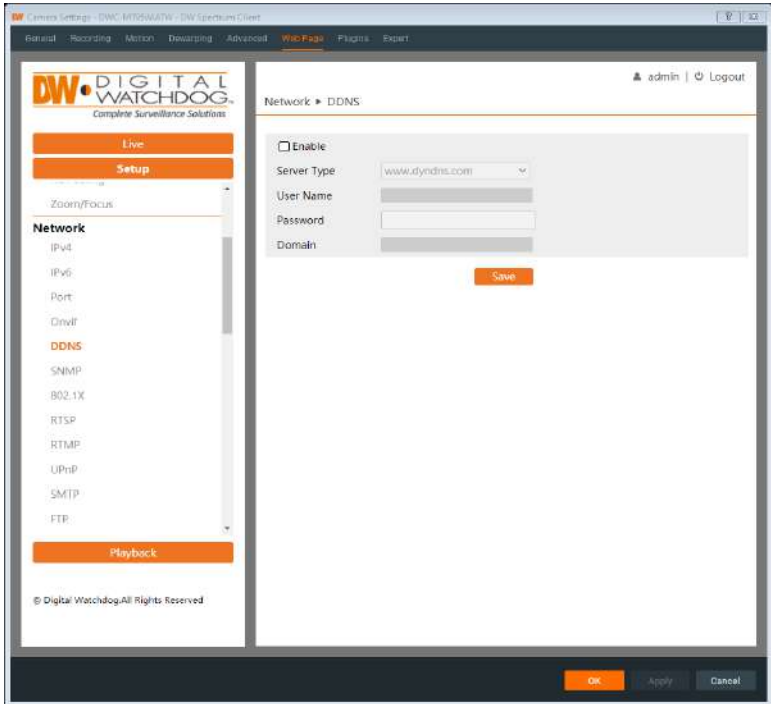 Camera Settings - DWC-MT95WATW - DW Spectrum Client
General Recording Motion Dewarping Advanced Web Page Plugins Expert
DW DIGITAL WATCHDOG
Complete Surveillance Solutions
admin | Logout
Network ▸ DDNS
Live
Setup
Zoom/Focus
Network
IPv4
IPv6
Port
Onvif
DDNS
SNMP
802.1X
RTSP
RTMP
UPnP
SMTP
FTP
Playback
© Digital Watchdog.All Rights Reserved
Enable
Server Type www.dyndns.com
User Name
Password
Domain
Save
OK Apply Cancel